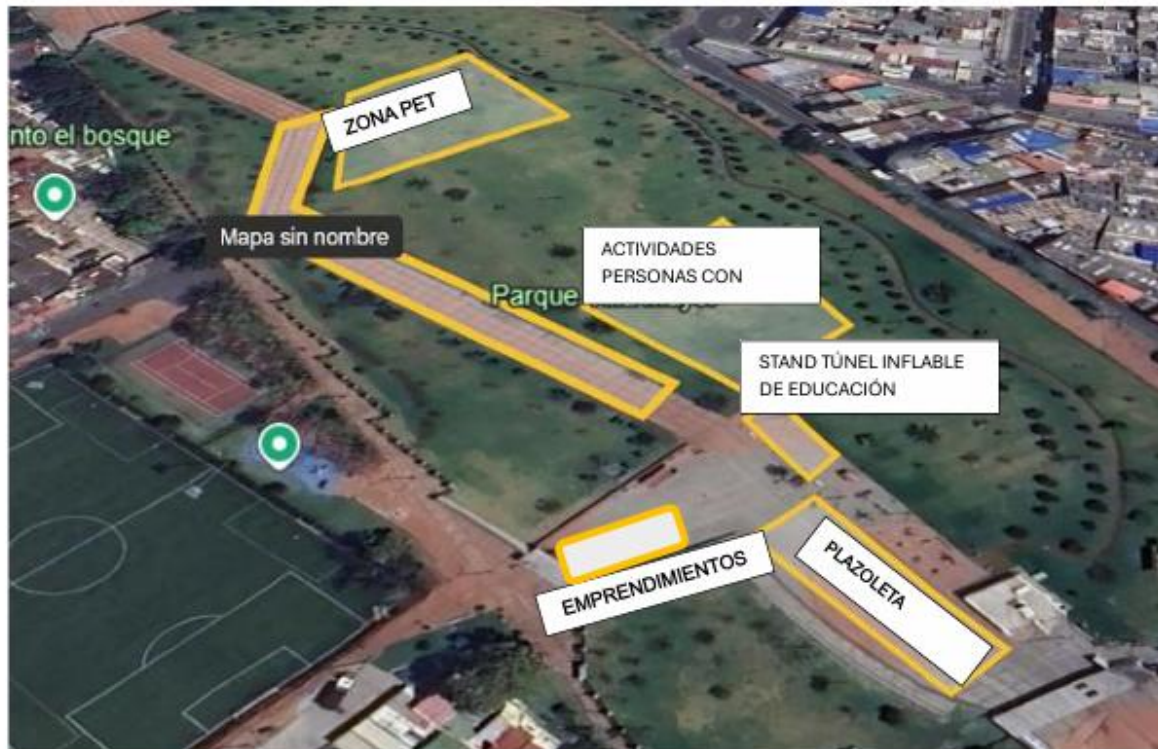 ZONA PET
nto el bosque
Mapa sin nombre
ACTIVIDADES
PERSONAS CON
Parque
STAND TÚNEL INFLABLE
DE EDUCACIÓN
PLAZOLETA
EMPRENDIMIENTOS